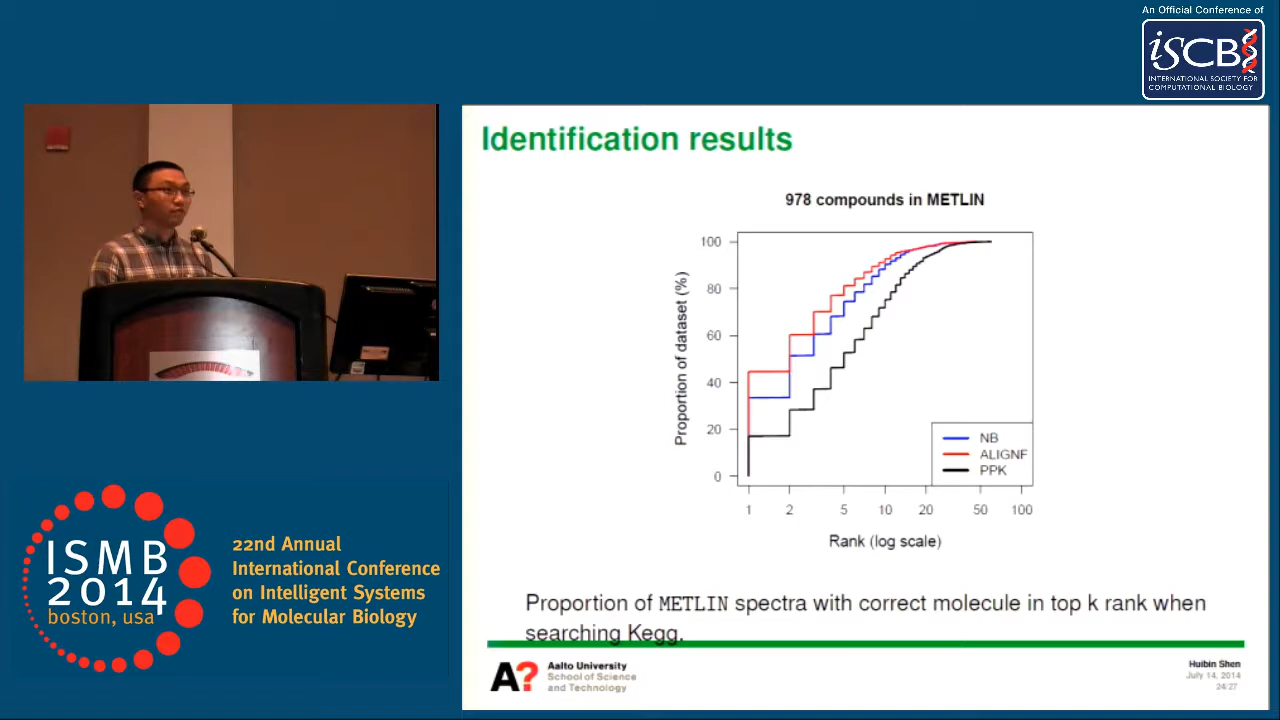 An Official Conference of
iSCB
INTERNATIONAL SOCIETY FOR
COMPUTATIONAL BIOLOGY
Identification results
978 compounds in METLIN
Proportion of dataset (%)
100
80
60
40
20
0
NB
ALIGNF
PPK
1 2 5 10 20 50 100
Rank (log scale)
Proportion of METLIN spectra with correct molecule in top k rank when
searching Kegg.
A?
Aalto University
School of Science
and Technology
Huibin Shen
July 14, 2014
24/27
ISMB
2014
boston, usa
22nd Annual
International Conference
on Intelligent Systems
for Molecular Biology